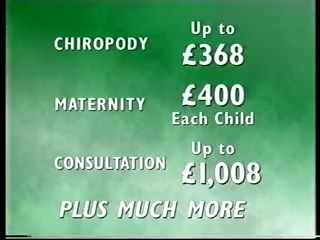 CHIROPODY Up to £368
MATERNITY £400 Each Child
CONSULTATION Up to £1,008
PLUS MUCH MORE